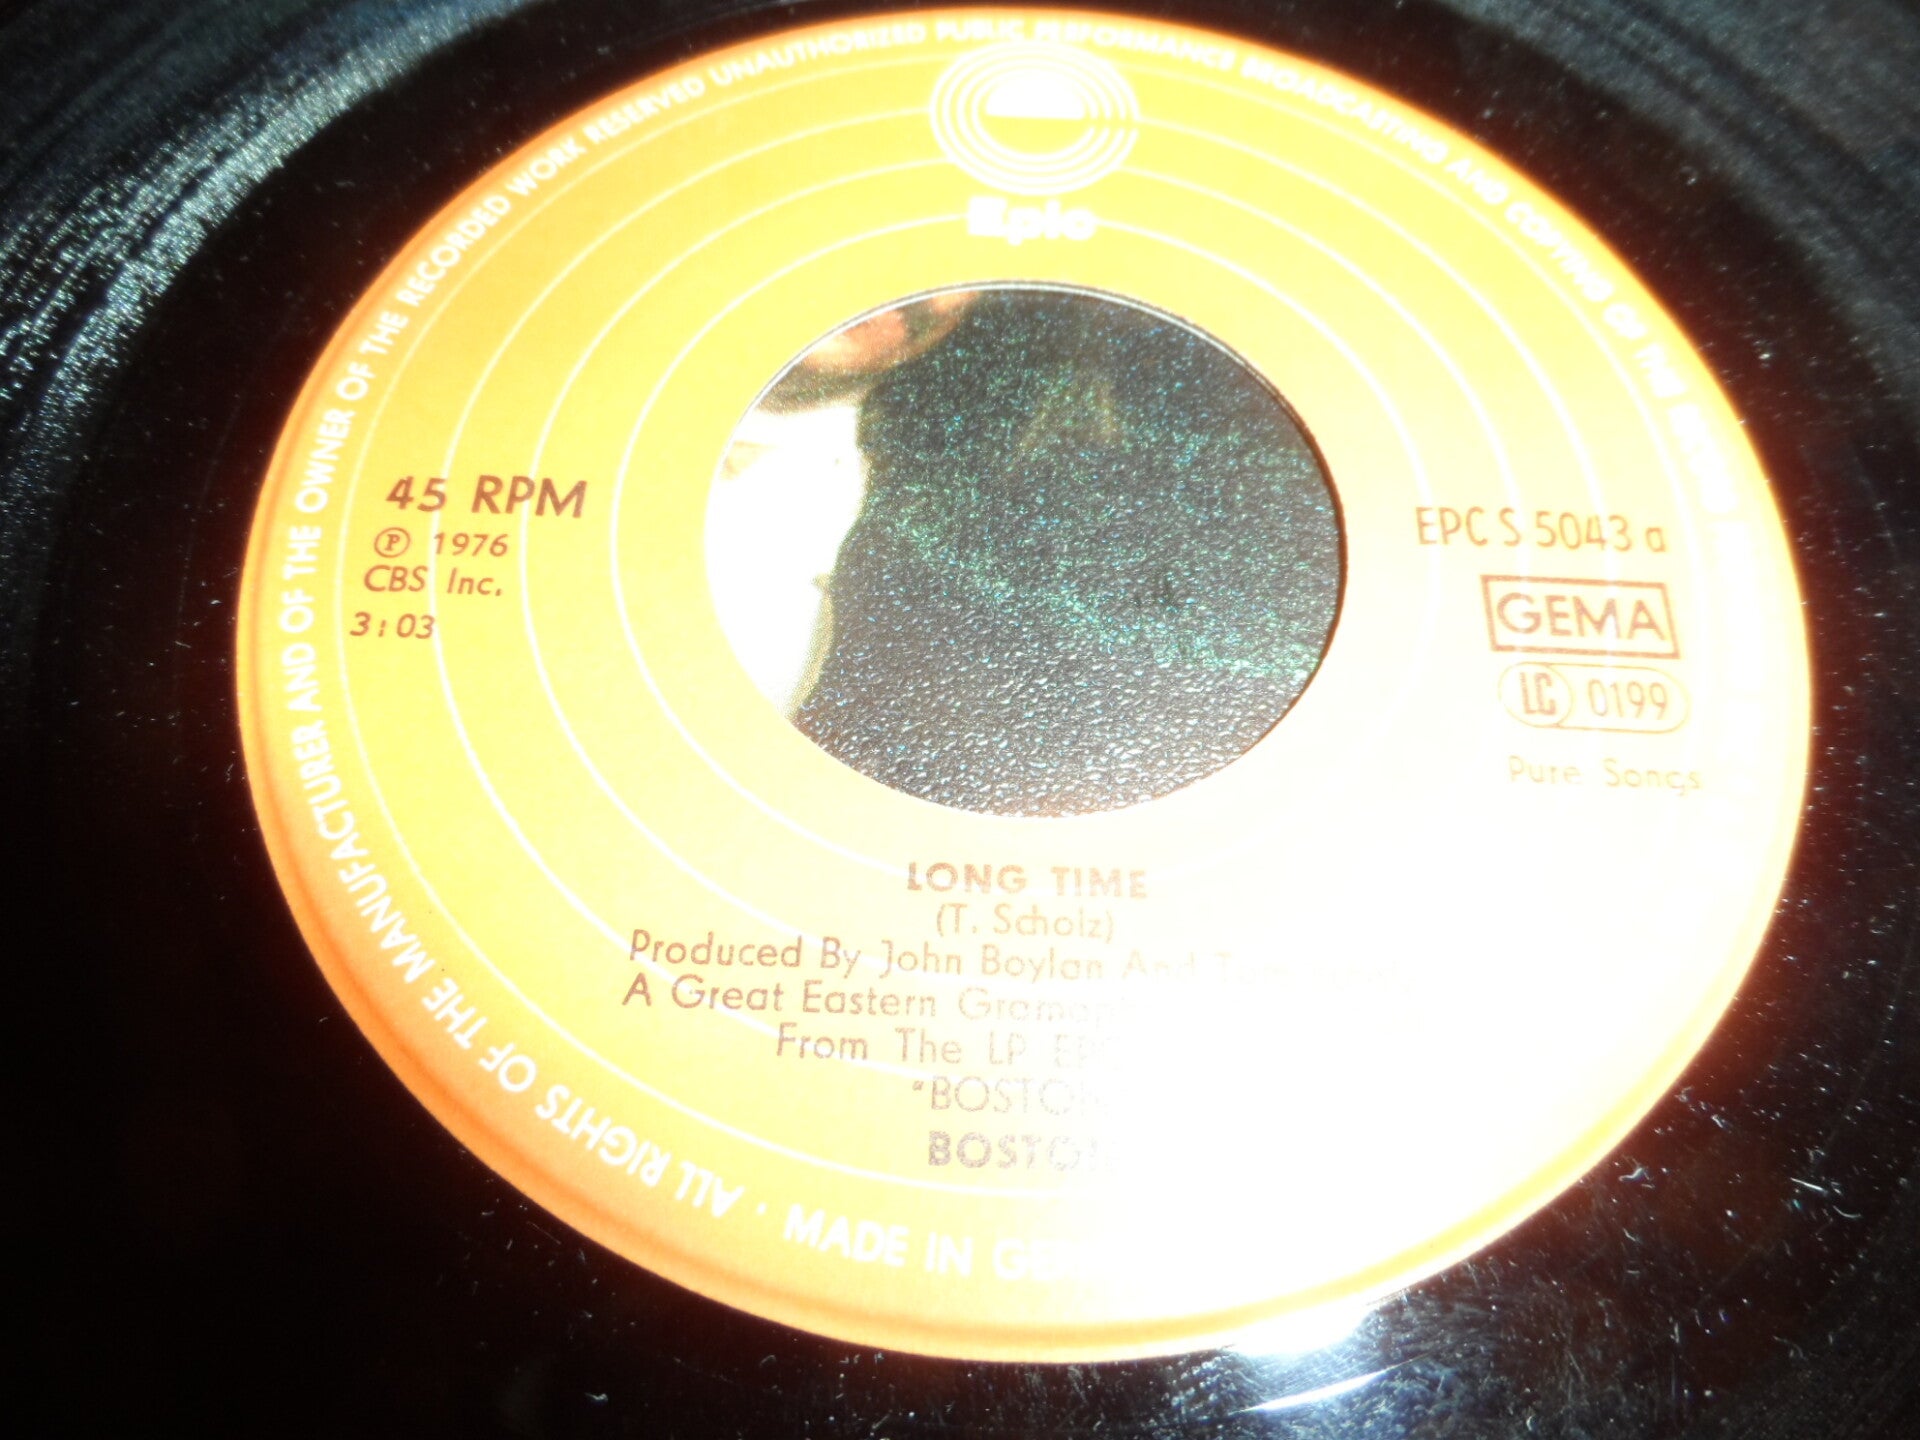 ALL RIGHTS OF THE MANUFACTURER AND OF THE OWNER OF THE RECORDED WORK RESERVED UNAUTHORIZED PUBLIC PERFORMANCE BROADCASTING AND COPYING OF THE
Epic
45 RPM
Ⓟ 1976
CBS Inc.
3:03
EPC S 5043 a
GEMA
LC 0199
Pure Songs
LONG TIME
(T. Scholz)
Produced By John Boylan And
A Great Eastern
From The LP
"BOSTON
BOSTON
· MADE IN